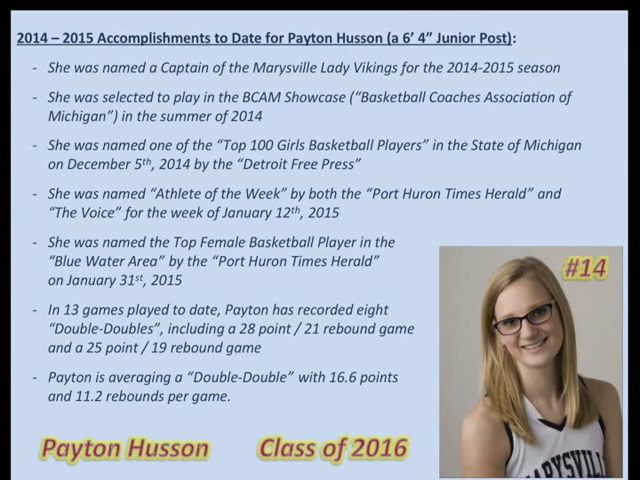 2014 – 2015 Accomplishments to Date for Payton Husson (a 6’ 4” Junior Post):
- She was named a Captain of the Marysville Lady Vikings for the 2014-2015 season
- She was selected to play in the BCAM Showcase (“Basketball Coaches Association of
Michigan”) in the summer of 2014
- She was named one of the “Top 100 Girls Basketball Players” in the State of Michigan
on December 5th, 2014 by the “Detroit Free Press”
- She was named “Athlete of the Week” by both the “Port Huron Times Herald” and
“The Voice” for the week of January 12th, 2015
- She was named the Top Female Basketball Player in the
“Blue Water Area” by the “Port Huron Times Herald”
on January 31st, 2015
- In 13 games played to date, Payton has recorded eight
“Double-Doubles”, including a 28 point / 21 rebound game
and a 25 point / 19 rebound game
- Payton is averaging a “Double-Double” with 16.6 points
and 11.2 rebounds per game.
#14
ARYSVILL
Payton Husson Class of 2016